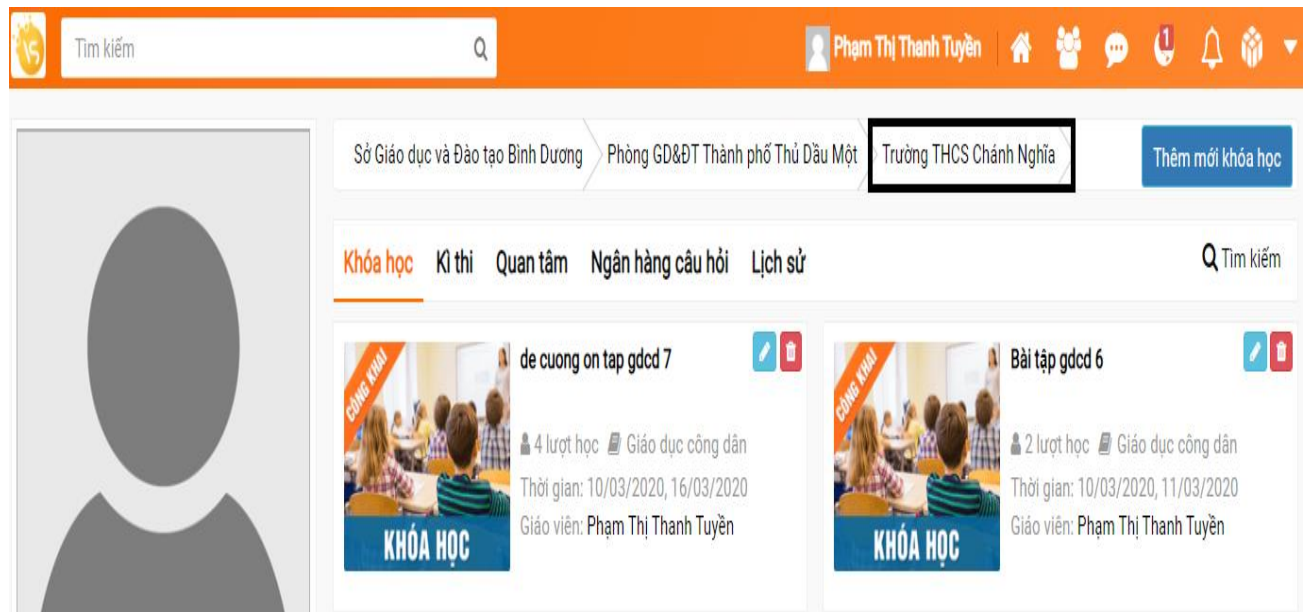 Tìm kiếm
Phạm Thị Thanh Tuyền
1
Sở Giáo dục và Đào tạo Bình Dương
Phòng GD&ĐT Thành phố Thủ Dầu Một
Trường THCS Chánh Nghĩa
Thêm mới khóa học
Khóa học
Kì thi
Quan tâm
Ngân hàng câu hỏi
Lịch sử
Tìm kiếm
CÔNG KHAI
KHÓA HỌC
de cuong on tap gdcd 7
4 lượt học
Giáo dục công dân
Thời gian: 10/03/2020, 16/03/2020
Giáo viên: Phạm Thị Thanh Tuyền
CÔNG KHAI
KHÓA HỌC
Bài tập gdcd 6
2 lượt học
Giáo dục công dân
Thời gian: 10/03/2020, 11/03/2020
Giáo viên: Phạm Thị Thanh Tuyền